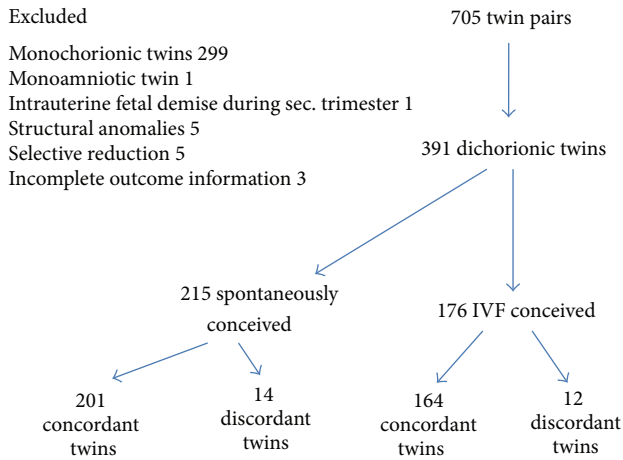 Excluded
Monochorionic twins 299
Monoamniotic twin 1
Intrauterine fetal demise during sec. trimester 1
Structural anomalies 5
Selective reduction 5
Incomplete outcome information 3
705 twin pairs
391 dichorionic twins
215 spontaneously
conceived
176 IVF conceived
201
concordant
twins
14
discordant
twins
164
concordant
twins
12
discordant
twins